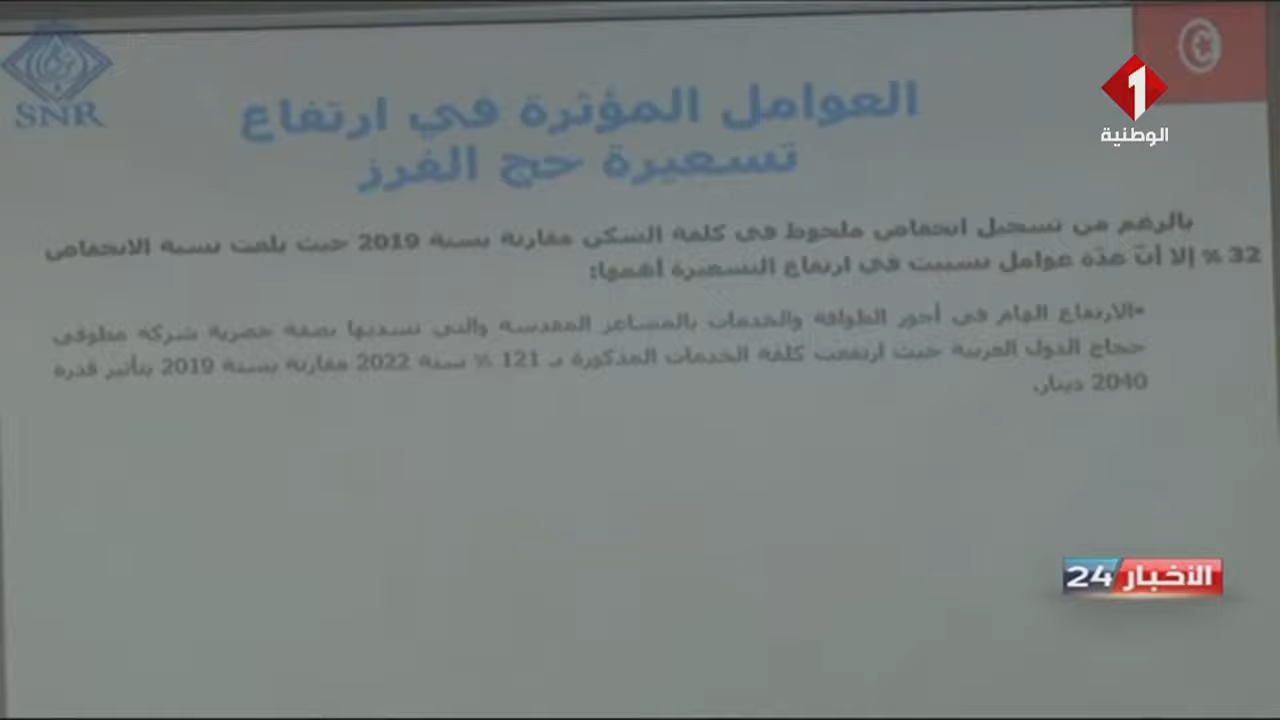 SNR
1
الوطنية
العوامل المؤثرة في ارتفاع
تسعيرة حج الفرز
بالرغم من تسجيل انخفاض ملحوظ في كلفة السكن مقارنة بسنة 2019 حيث بلغت نسبة الانخفاض
32 % إلا أنّ عدّة عوامل تسببت في ارتفاع التسعيرة أهمها:
•الارتفاع الهام في أجور الطوافة والخدمات بالمشاعر المقدسة والتي تسديها بصفة حصرية شركة مطوفي
حجاج الدول العربية حيث ارتفعت كلفة الخدمات المذكورة بـ 121 % سنة 2022 مقارنة بسنة 2019 بتأثير قدره
2040 دينار.
الأخبار 24